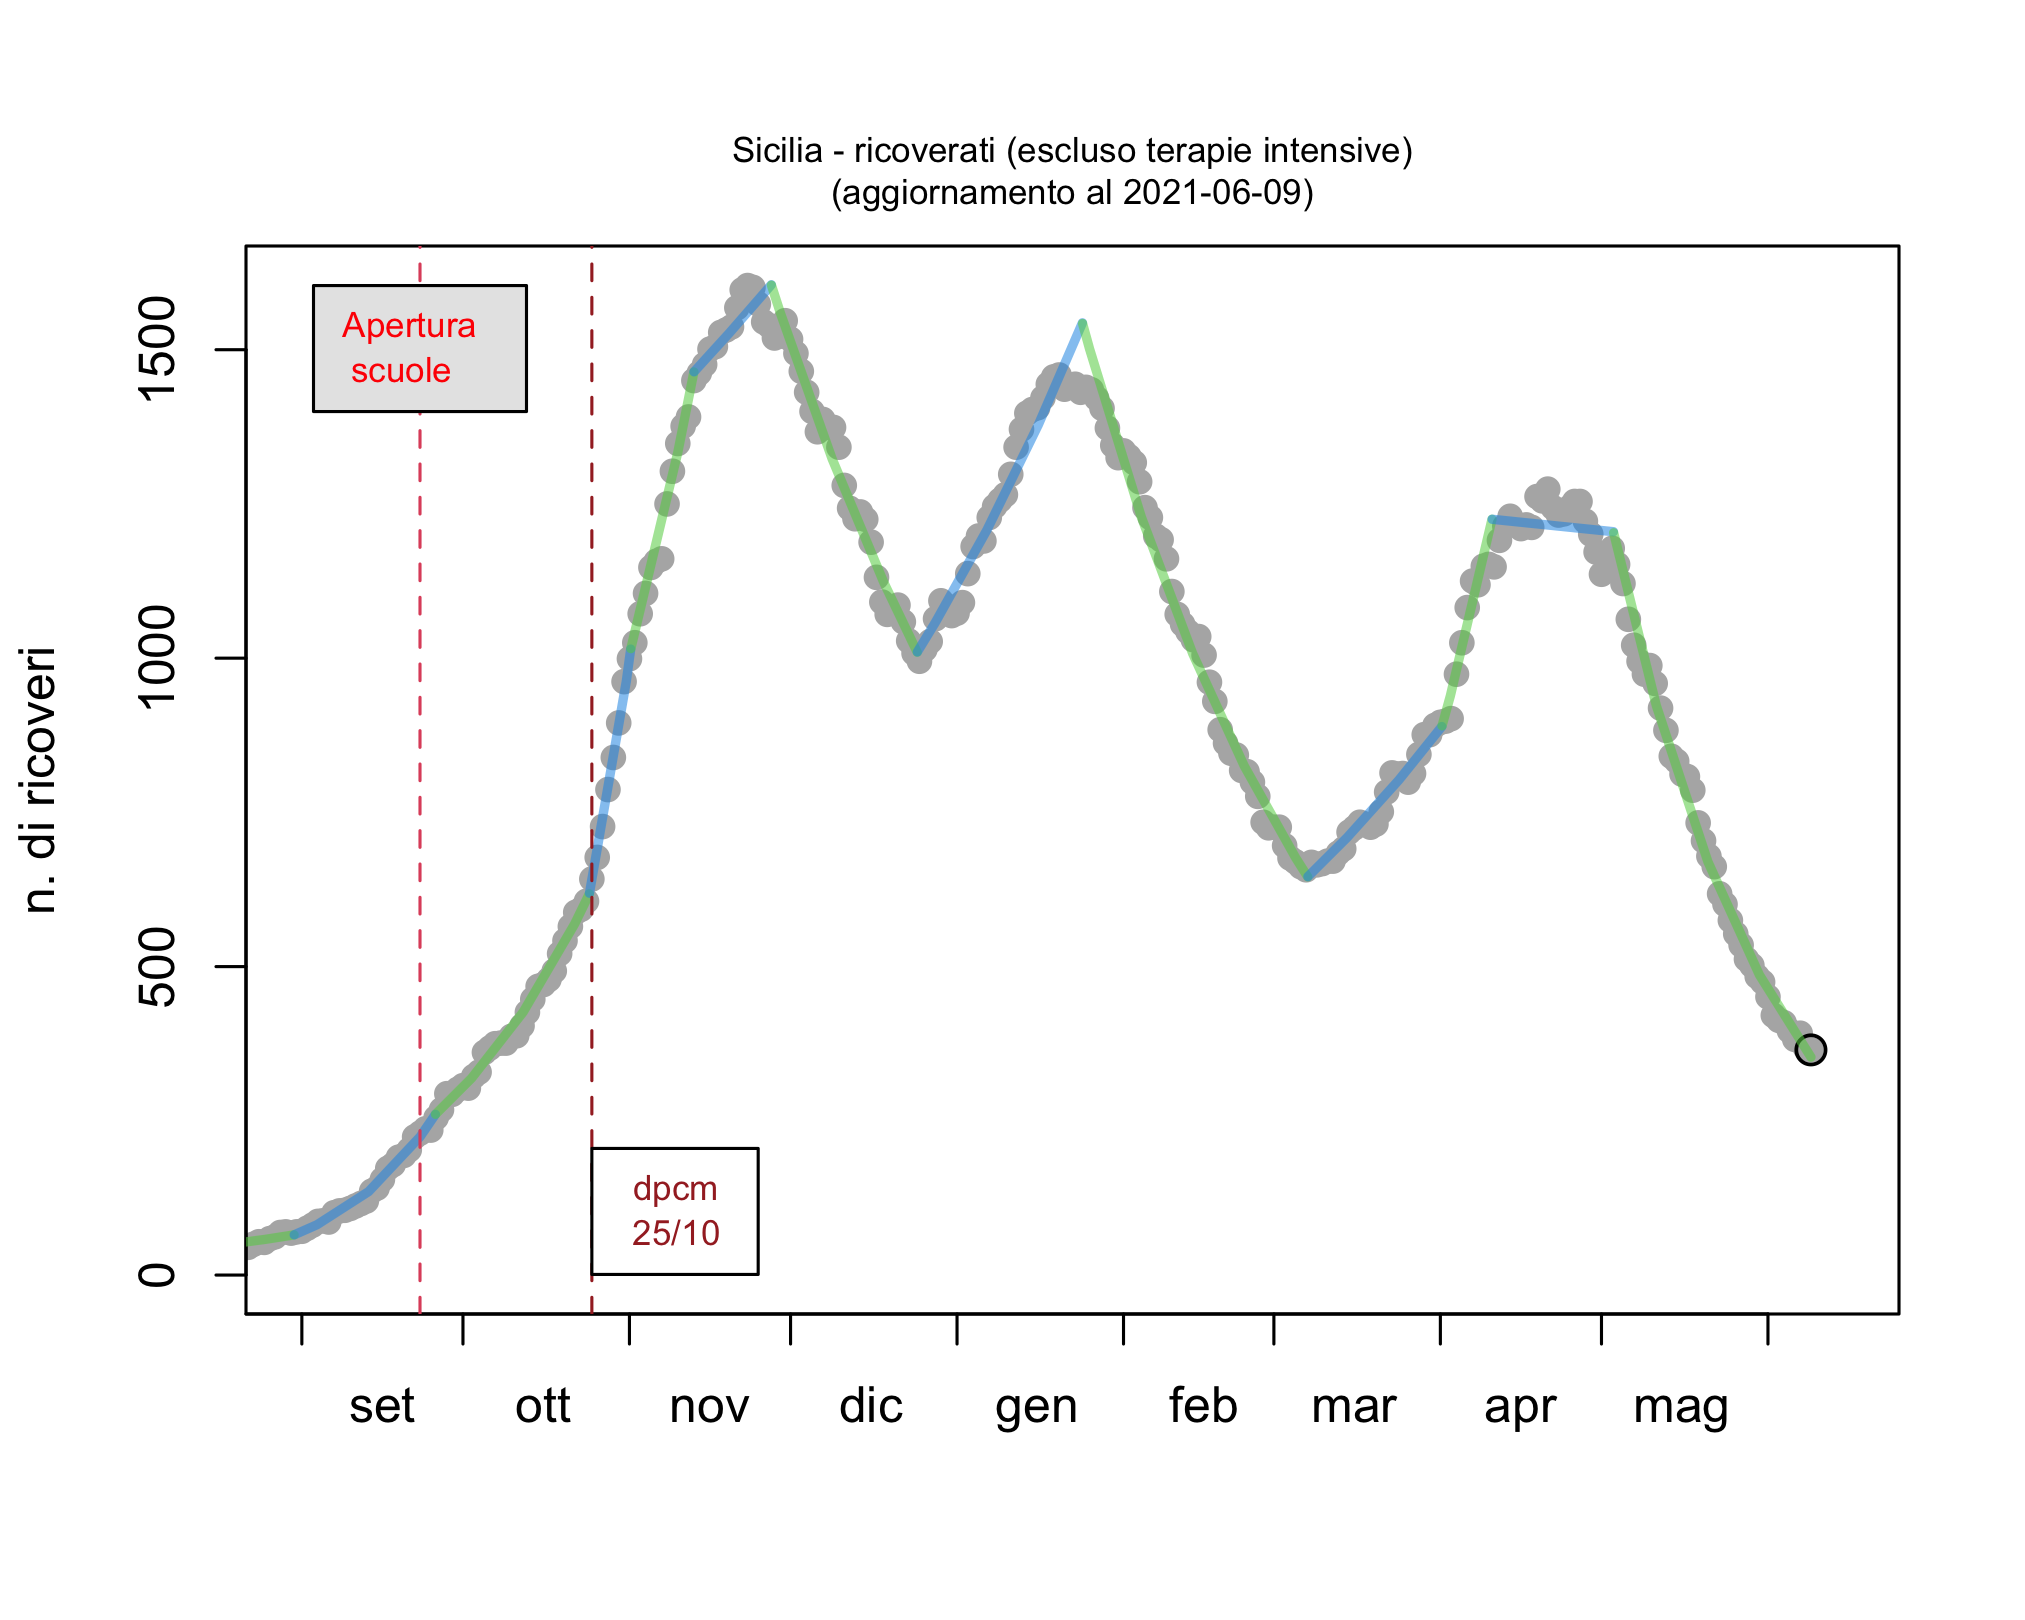 Sicilia - ricoverati (escluso terapie intensive)
(aggiornamento al 2021-06-09)
n. di ricoveri
1500
1000
500
0
Apertura
scuole
dpcm
25/10
set ott nov dic gen feb mar apr mag